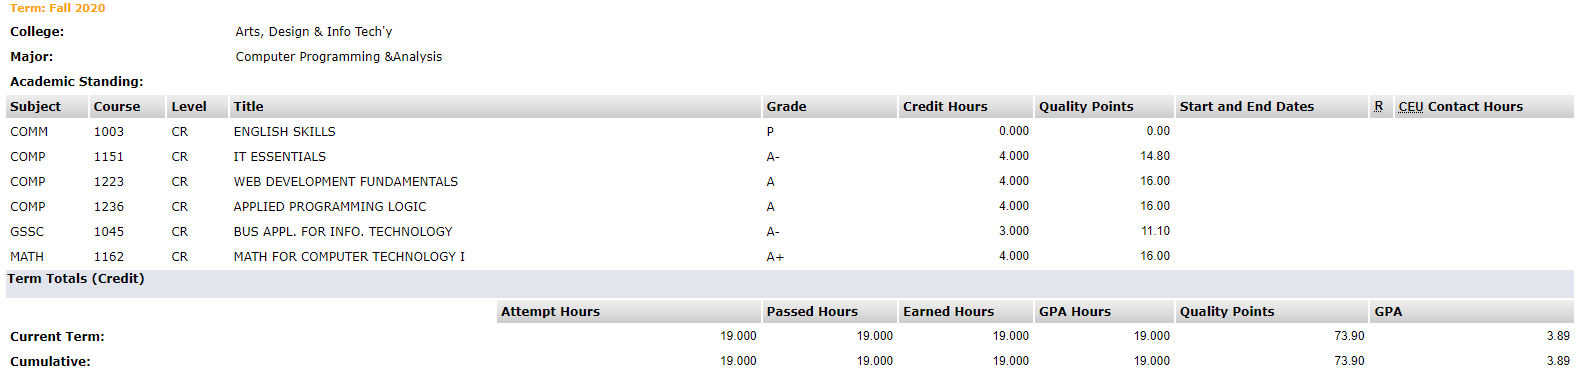 Term: Fall 2020
College: Arts, Design & Info Tech'y
Major: Computer Programming &Analysis
Academic Standing:
Subject Course Level Title Grade Credit Hours Quality Points Start and End Dates R CEU Contact Hours
COMM 1003 CR ENGLISH SKILLS P 0.000 0.00
COMP 1151 CR IT ESSENTIALS A- 4.000 14.80
COMP 1223 CR WEB DEVELOPMENT FUNDAMENTALS A 4.000 16.00
COMP 1236 CR APPLIED PROGRAMMING LOGIC A 4.000 16.00
GSSC 1045 CR BUS APPL. FOR INFO. TECHNOLOGY A- 3.000 11.10
MATH 1162 CR MATH FOR COMPUTER TECHNOLOGY I A+ 4.000 16.00
Term Totals (Credit)
Attempt Hours Passed Hours Earned Hours GPA Hours Quality Points GPA
Current Term: 19.000 19.000 19.000 19.000 73.90 3.89
Cumulative: 19.000 19.000 19.000 19.000 73.90 3.89